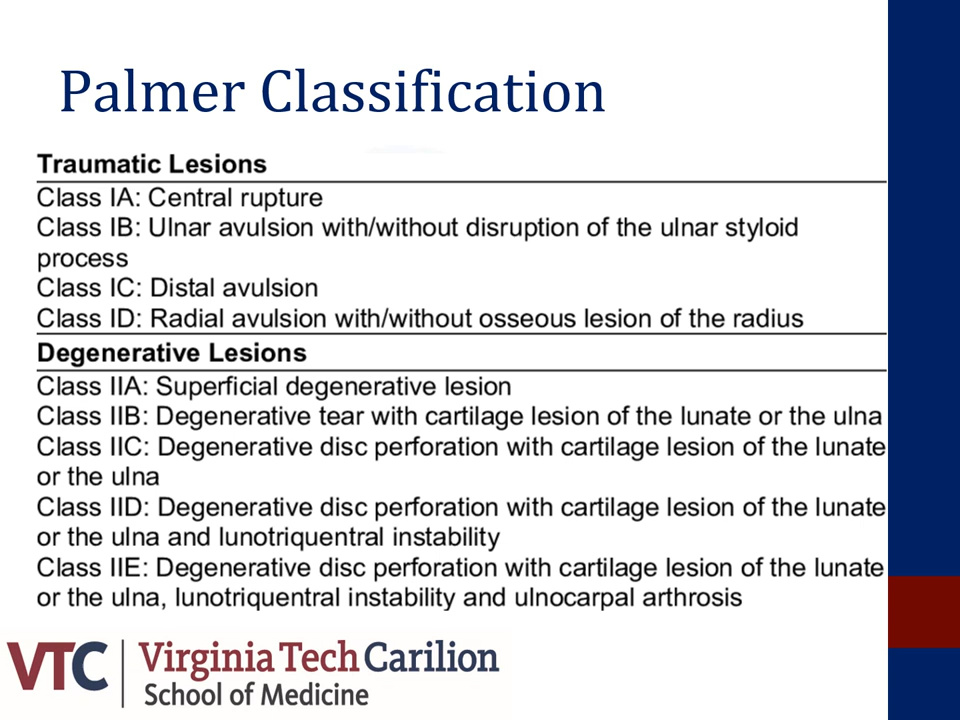 Palmer Classification
Traumatic Lesions
Class IA: Central rupture
Class IB: Ulnar avulsion with/without disruption of the ulnar styloid
process
Class IC: Distal avulsion
Class ID: Radial avulsion with/without osseous lesion of the radius
Degenerative Lesions
Class IIA: Superficial degenerative lesion
Class IIB: Degenerative tear with cartilage lesion of the lunate or the ulna
Class IIC: Degenerative disc perforation with cartilage lesion of the lunate
or the ulna
Class IID: Degenerative disc perforation with cartilage lesion of the lunate
or the ulna and lunotriquentral instability
Class IIE: Degenerative disc perforation with cartilage lesion of the lunate
or the ulna, lunotriquentral instability and ulnocarpal arthrosis
VTC Virginia Tech Carilion
School of Medicine